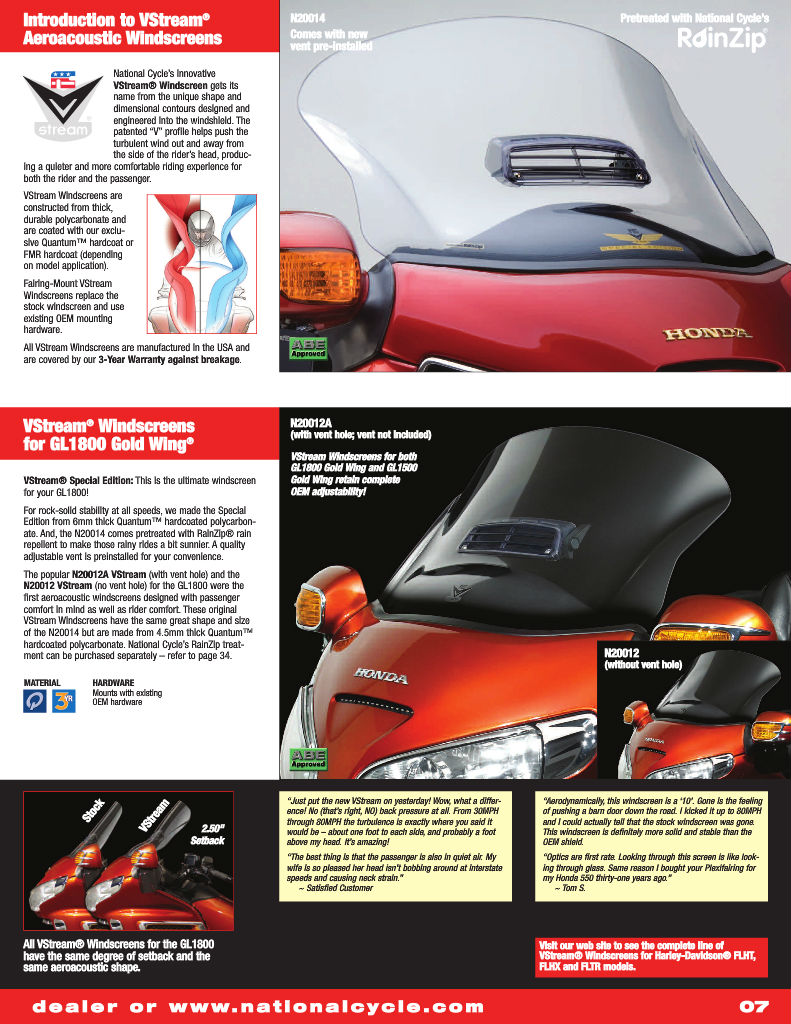 Introduction to VStream®
Aeroacoustic Windscreens
N20014
Comes with new
vent pre-installed
Pretreated with National Cycle's
RainZip®
stream®
National Cycle's Innovative
VStream® Windscreen gets its
name from the unique shape and
dimensional contours designed and
engineered into the windshield. The
patented “V” profile helps push the
turbulent wind out and away from
the side of the rider's head, produc-
ing a quieter and more comfortable riding experience for
both the rider and the passenger.
VStream Windscreens are
constructed from thick,
durable polycarbonate and
are coated with our exclu-
sive Quantum™ hardcoat or
FMR hardcoat (depending
on model application).
Fairing-Mount VStream
Windscreens replace the
stock windscreen and use
existing OEM mounting
hardware.
All VStream Windscreens are manufactured in the USA and
are covered by our 3-Year Warranty against breakage.
SPECIAL EDITION
HONDA
ABE
Approved
VStream® Windscreens
for GL1800 Gold Wing®
VStream® Special Edition: This is the ultimate windscreen
for your GL1800!
For rock-solid stability at all speeds, we made the Special
Edition from 6mm thick Quantum™ hardcoated polycarbon-
ate. And, the N20014 comes pretreated with RainZip® rain
repellent to make those rainy rides a bit sunnier. A quality
adjustable vent is preinstalled for your convenience.
The popular N20012A VStream (with vent hole) and the
N20012 VStream (no vent hole) for the GL1800 were the
first aeroacoustic windscreens designed with passenger
comfort in mind as well as rider comfort. These original
VStream Windscreens have the same great shape and size
of the N20014 but are made from 4.5mm thick Quantum™
hardcoated polycarbonate. National Cycle's RainZip treat-
ment can be purchased separately – refer to page 34.
MATERIAL
3YR
HARDWARE
Mounts with existing
OEM hardware
N20012A
(with vent hole; vent not included)
VStream Windscreens for both
GL1800 Gold Wing and GL1500
Gold Wing retain complete
OEM adjustability!
HONDA
ABE
Approved
N20012
(without vent hole)
HONDA
Stock
VStream
2.50"
Setback
All VStream® Windscreens for the GL1800
have the same degree of setback and the
same aeroacoustic shape.
“Just put the new VStream on yesterday! Wow, what a differ-
ence! No (that's right, NO) back pressure at all. From 30MPH
through 80MPH the turbulence is exactly where you said it
would be – about one foot to each side, and probably a foot
above my head. It's amazing!
“The best thing is that the passenger is also in quiet air. My
wife is so pleased her head isn't bobbing around at interstate
speeds and causing neck strain.”
~ Satisfied Customer
“Aerodynamically, this windscreen is a '10'. Gone is the feeling
of pushing a barn door down the road. I kicked it up to 80MPH
and I could actually tell that the stock windscreen was gone.
This windscreen is definitely more solid and stable than the
OEM shield.
“Optics are first rate. Looking through this screen is like look-
ing through glass. Same reason I bought your Plexifairing for
my Honda 550 thirty-one years ago.”
~ Tom S.
Visit our web site to see the complete line of
VStream® Windscreens for Harley-Davidson® FLHT,
FLHX and FLTR models.
dealer or www.nationalcycle.com
07